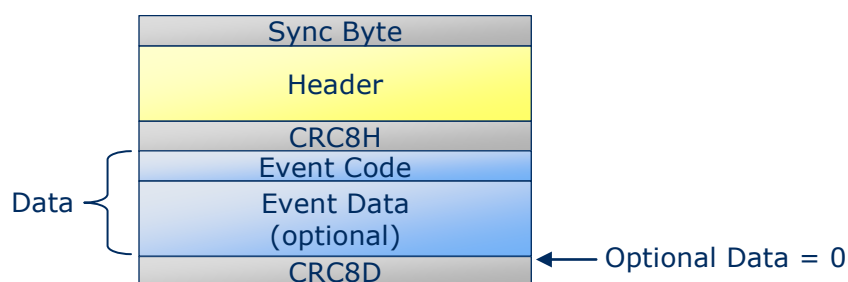 Sync Byte
Header
CRC8H
Event Code
Data
Event Data
(optional)
Optional Data = 0
CRC8D